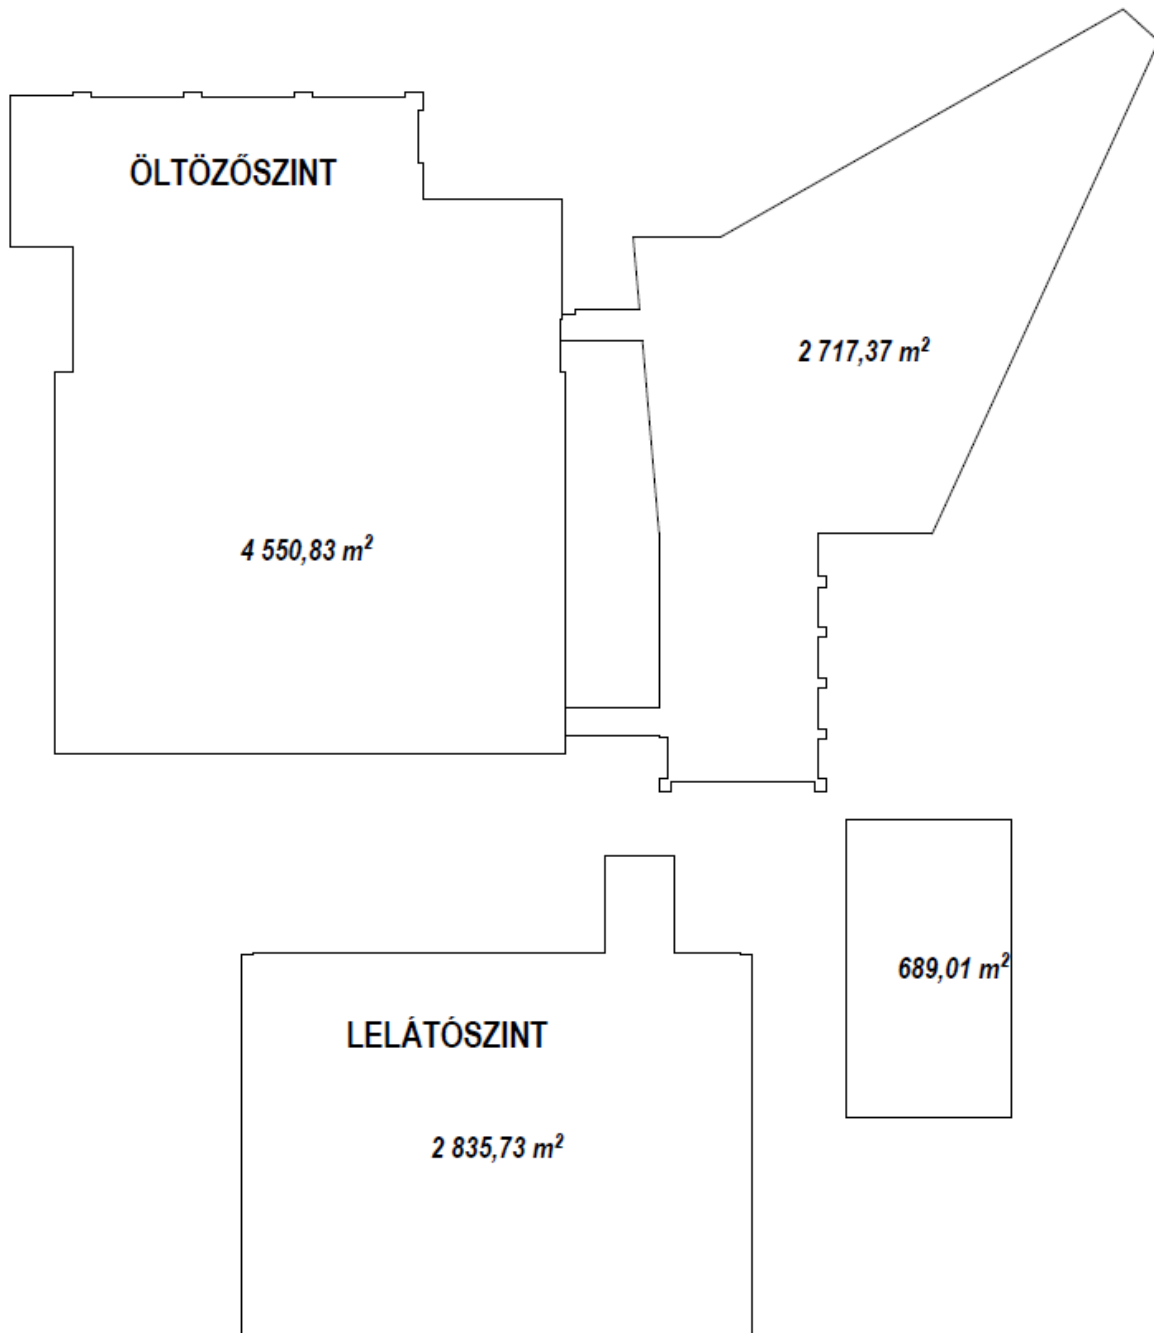 ÖLTÖZŐSZINT
2 717,37 m²
4 550,83 m²
689,01 m²
LELÁTÓSZINT
2 835,73 m²